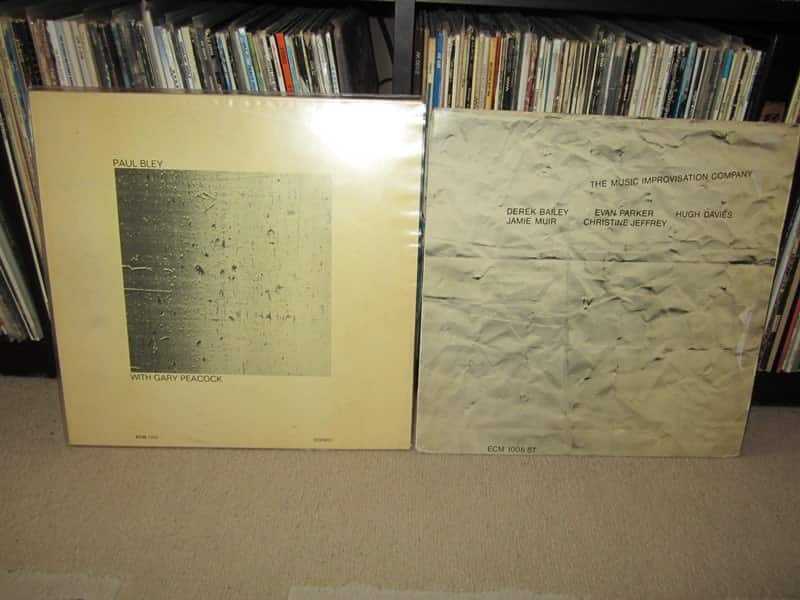 PAUL BLEY
WITH GARY PEACOCK
STEREO
THE MUSIC IMPROVISATION COMPANY
DEREK BAILEY EVAN PARKER HUGH DAVIES
JAMIE MUIR CHRISTINE JEFFREY
ECM 1005 ST